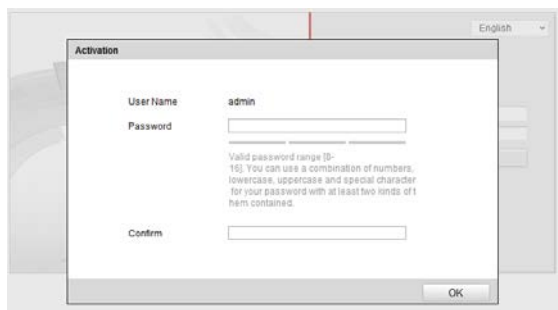 English
Activation
User Name admin
Password
Valid password range [8-
16]. You can use a combination of numbers,
lowercase, uppercase and special character
for your password with at least two kinds of t
hem contained.
Confirm
OK